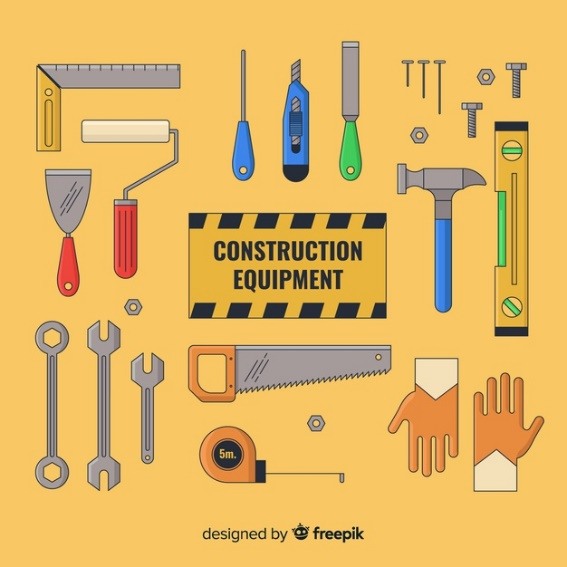 CONSTRUCTION
EQUIPMENT
5m.
designed by freepik